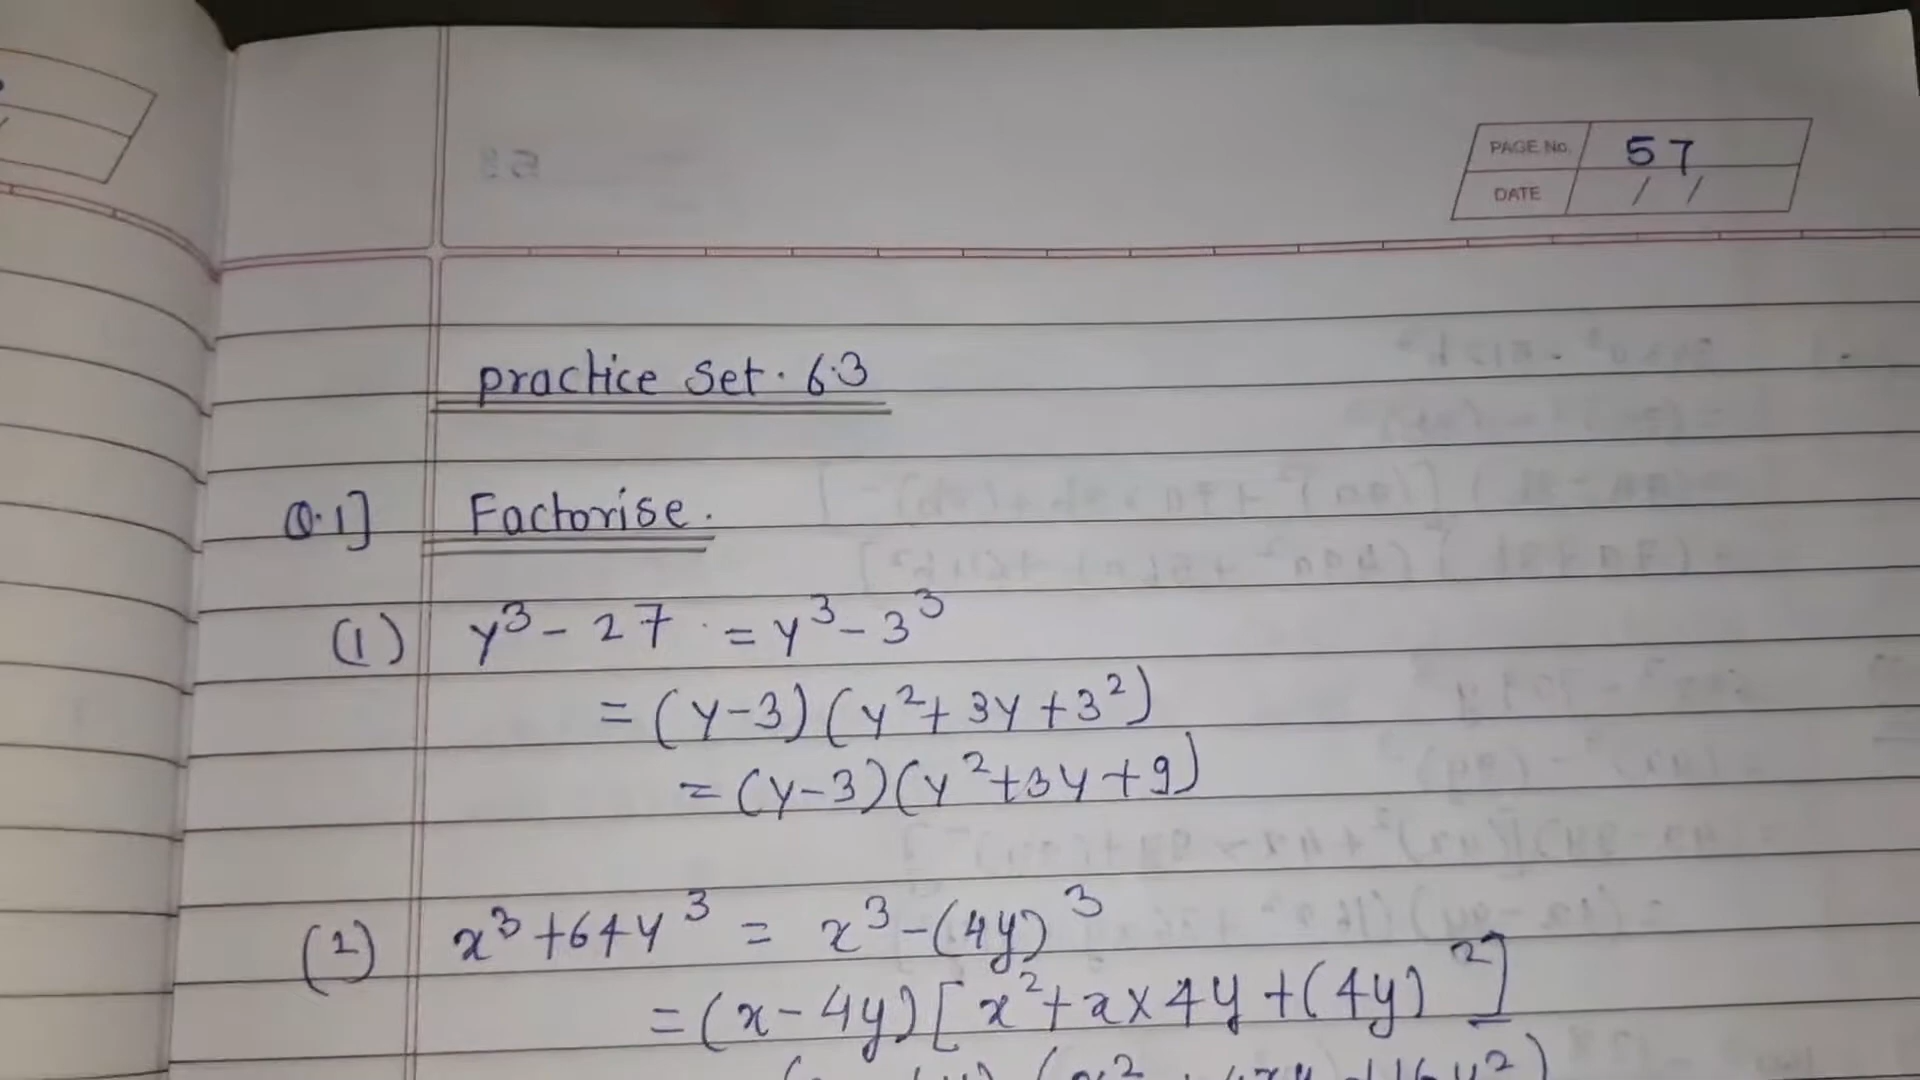 PAGE No. 57
DATE / /
practice Set. 6.3
Q.1] Factorise.
(1) y³ - 27 = y³ - 3³
= (y-3) (y² + 3y + 3²)
= (y-3) (y² + 3y + 9)
(2) x³ + 64y³ = x³ - (4y)³
= (x - 4y) [x² + x × 4y + (4y)²]